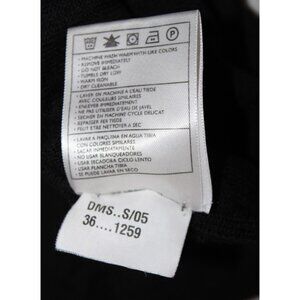 - MACHINE WASH WARM WITH LIKE COLORS
- REMOVE IMMEDIATELY
- DO NOT BLEACH
- TUMBLE DRY LOW
- WARM IRON
- DRY CLEANABLE
- LAVER EN MACHINE A L'EAU TIEDE
AVEC COULEURS SIMILAIRES
- ENLEVER IMMEDIATEMENT
- NE PAS UTILISER D'EAU DE JAVEL
- SECHER EN MACHINE CYCLE DELICAT
- REPASSER FER TIEDE
- PEUT ETRE NETTOYER A SEC
- LAVAR A MAQUINA EN AGUA TIBIA
CON COLORES SIMILARES
- SACAR INMEDIATAMENTE
- NO USAR BLANQUEADORES
- USAR SECADORA CICLO LENTO
- USAR PLANCHA TIBIA
- SE PUEDE LAVAR EN SECO
DMS..S/05
36....1259